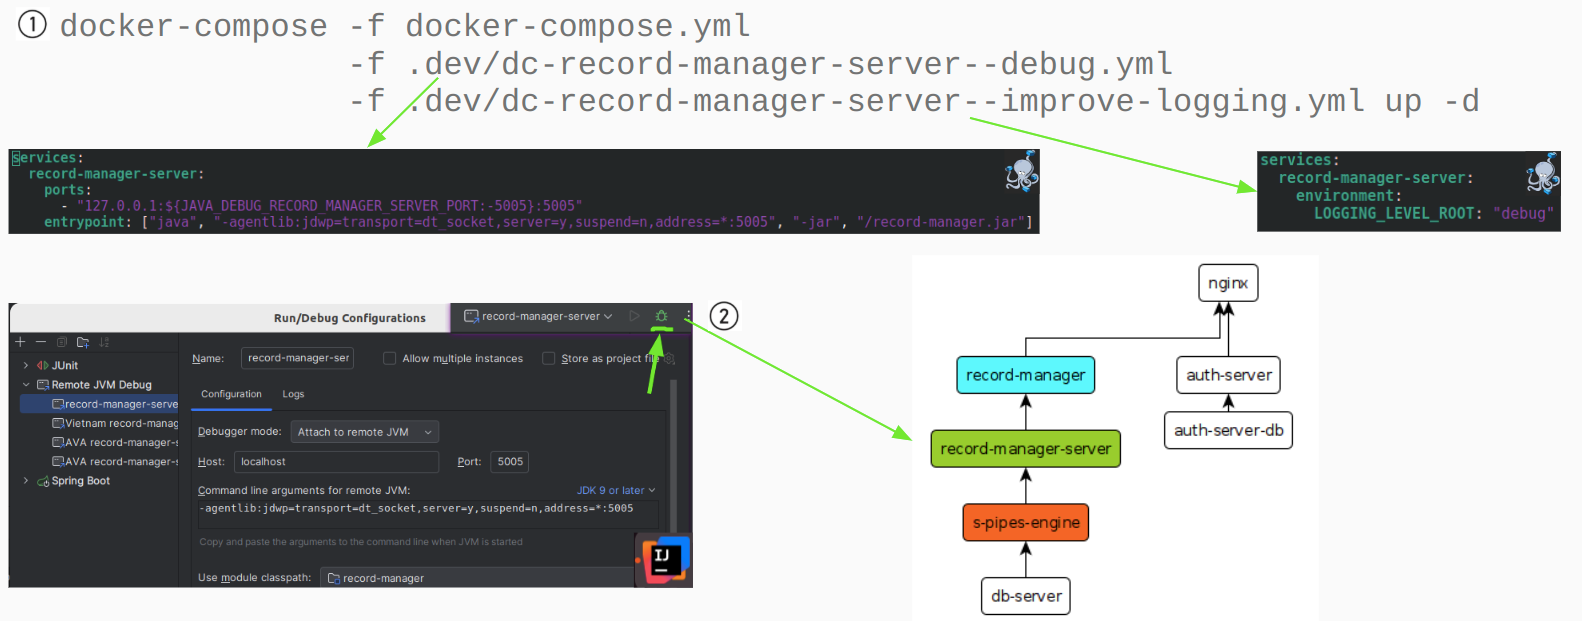 ① docker-compose -f docker-compose.yml
-f .dev/dc-record-manager-server--debug.yml
-f .dev/dc-record-manager-server--improve-logging.yml up -d
services:
record-manager-server:
ports:
- "127.0.0.1:${JAVA_DEBUG_RECORD_MANAGER_SERVER_PORT:-5005}:5005"
entrypoint: ["java", "-agentlib:jdwp=transport=dt_socket,server=y,suspend=n,address=*:5005", "-jar", "/record-manager.jar"]
services:
record-manager-server:
environment:
LOGGING_LEVEL_ROOT: "debug"
Run/Debug Configurations
record-manager-server
②
JUnit
Remote JVM Debug
record-manager-serve
Vietnam record-manag
AVA record-manager-s
AVA record-manager-s
Spring Boot
Name: record-manager-ser
Allow multiple instances
Store as project file
Configuration Logs
Debugger mode: Attach to remote JVM
Host: localhost Port: 5005
Command line arguments for remote JVM: JDK 9 or later
-agentlib:jdwp=transport=dt_socket,server=y,suspend=n,address=*:5005
Copy and paste the arguments to the command line when JVM is started
Use module classpath: record-manager
IJ
nginx
record-manager
auth-server
record-manager-server
auth-server-db
s-pipes-engine
db-server